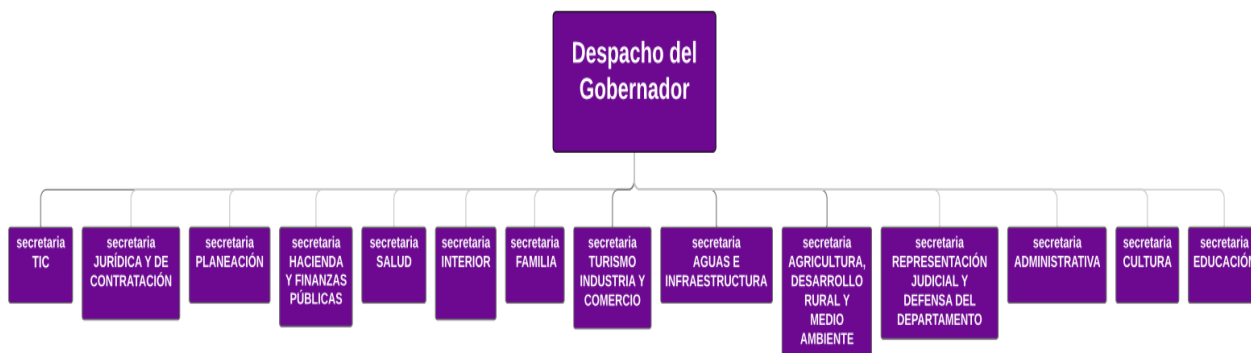 Despacho del
Gobernador
secretaria
TIC
secretaria
JURÍDICA Y DE
CONTRATACIÓN
secretaria
PLANEACIÓN
secretaria
HACIENDA
Y FINANZAS
PÚBLICAS
secretaria
SALUD
secretaria
INTERIOR
secretaria
FAMILIA
secretaria
TURISMO
INDUSTRIA Y
COMERCIO
secretaria
AGUAS E
INFRAESTRUCTURA
secretaria
AGRICULTURA,
DESARROLLO
RURAL Y
MEDIO
AMBIENTE
secretaria
REPRESENTACIÓN
JUDICIAL Y
DEFENSA DEL
DEPARTAMENTO
secretaria
ADMINISTRATIVA
secretaria
CULTURA
secretaria
EDUCACIÓN